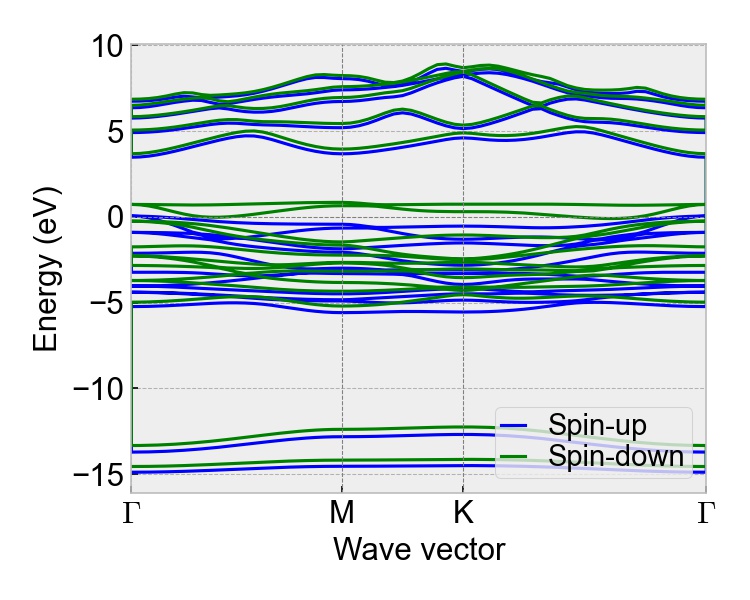 10
5
0
−5
−10
−15
Energy (eV)
Spin-up
Spin-down
Γ M K Γ
Wave vector